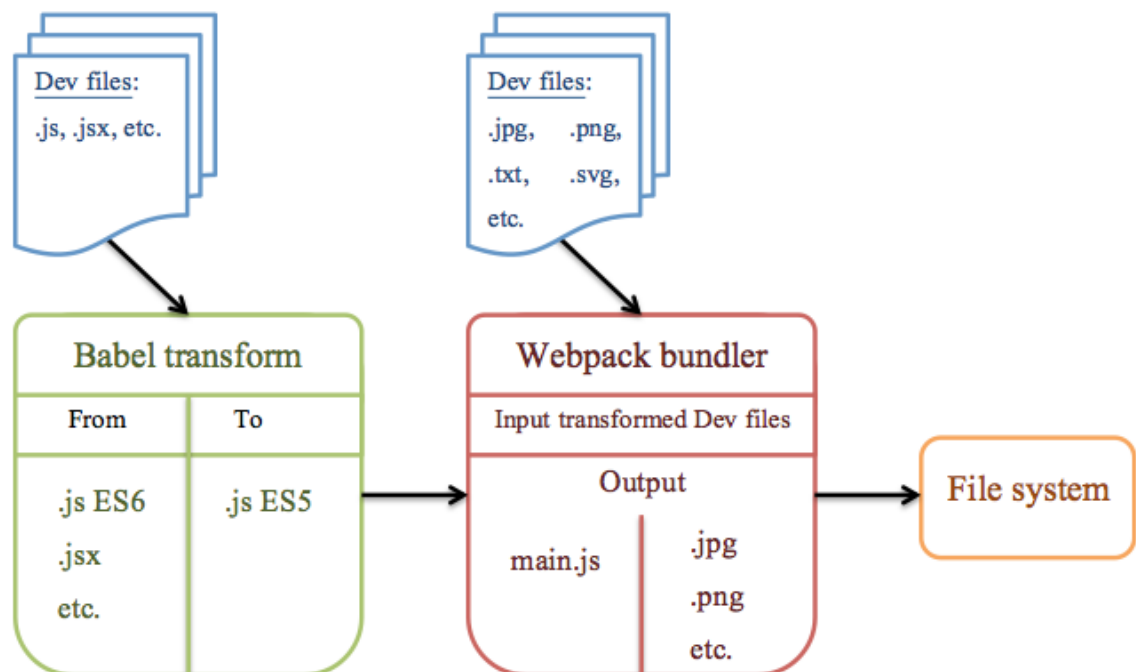 Dev files:
.js, .jsx, etc.
Dev files:
.jpg, .png,
.txt, .svg,
etc.
Babel transform
From To
.js ES6 .js ES5
.jsx
etc.
Webpack bundler
Input transformed Dev files
Output
main.js
.jpg
.png
etc.
File system